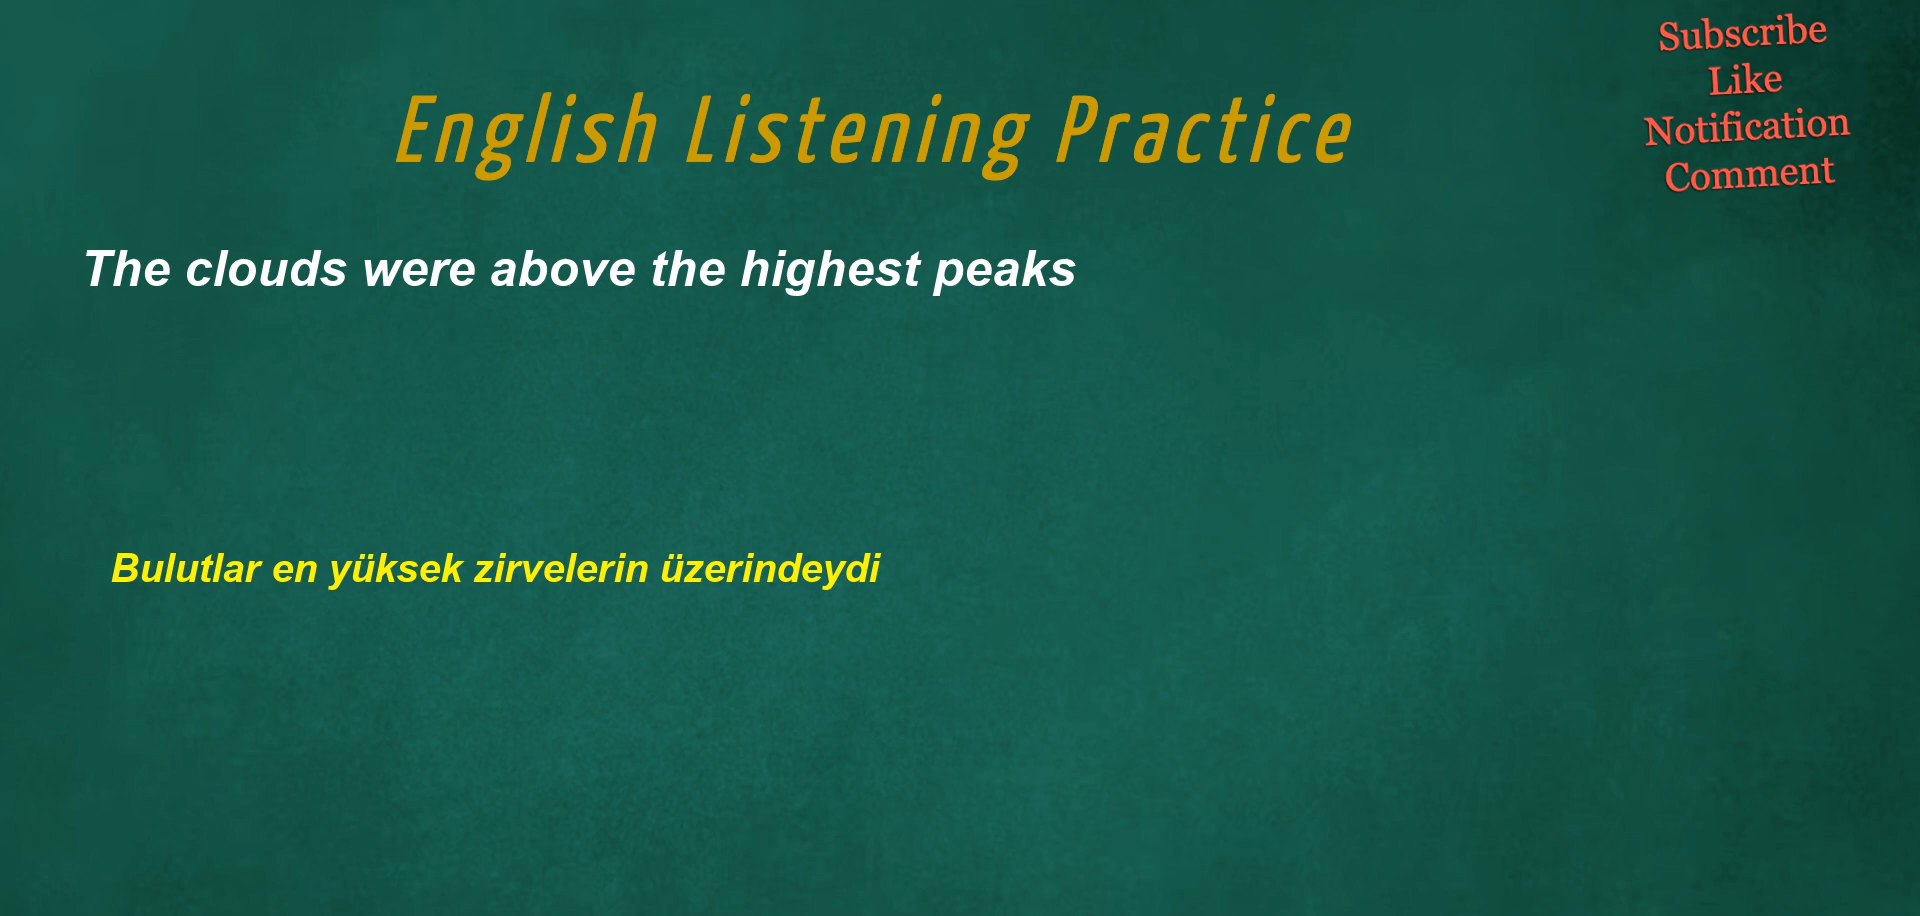 Subscribe
Like
Notification
Comment
English Listening Practice
The clouds were above the highest peaks
Bulutlar en yüksek zirvelerin üzerindeydi